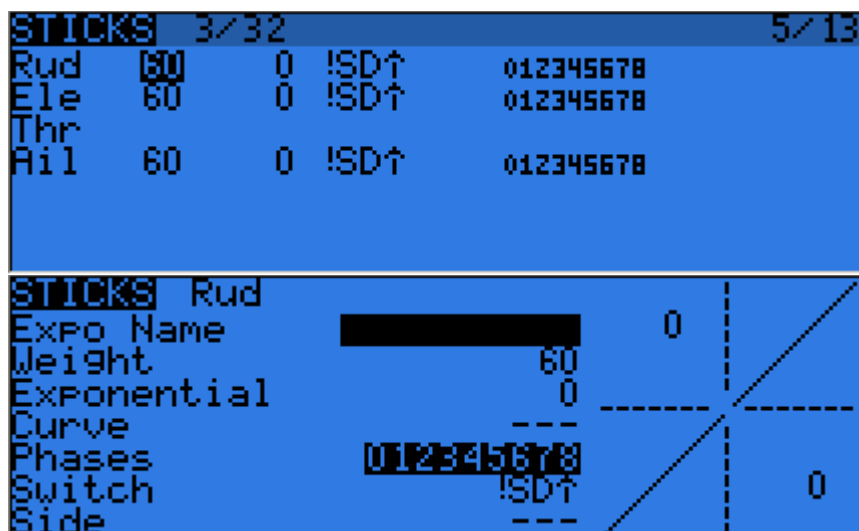 STICKS 3/32 5/13
Rud 60 0 !SD↑ 012345678
Ele 60 0 !SD↑ 012345678
Thr
Ail 60 0 !SD↑ 012345678
STICKS Rud
Expo Name 0
Weight 60
Exponential 0
Curve ---
Phases 012345678
Switch !SD↑ 0
Side ---